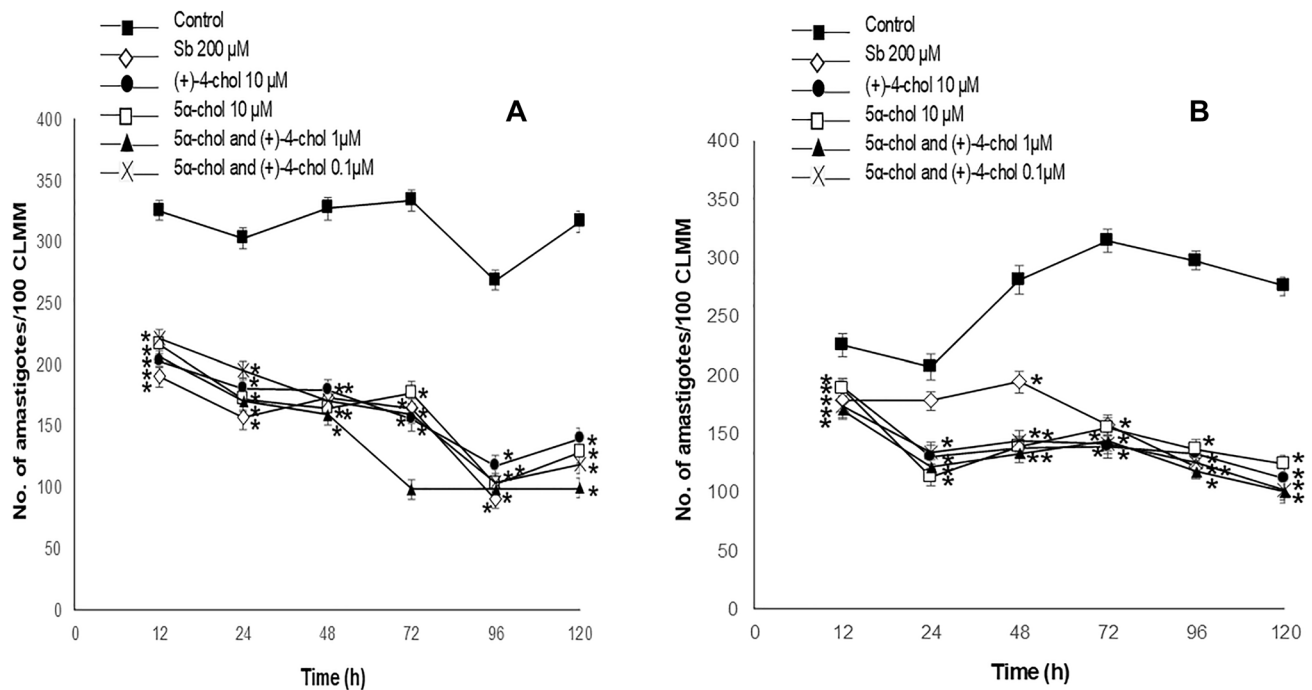 Control
Sb 200 µM
(+)-4-chol 10 µM
5α-chol 10 µM
5α-chol and (+)-4-chol 1µM
5α-chol and (+)-4-chol 0.1µM
A
No. of amastigotes/100 CLMM
400
350
300
250
200
150
100
50
0
0 12 24 48 72 96 120
Time (h)
Control
Sb 200 µM
(+)-4-chol 10 µM
5α-chol 10 µM
5α-chol and (+)-4-chol 1µM
5α-chol and (+)-4-chol 0.1µM
B
No. of amastigotes/100 CLMM
400
350
300
250
200
150
100
50
0
0 12 24 48 72 96 120
Time (h)